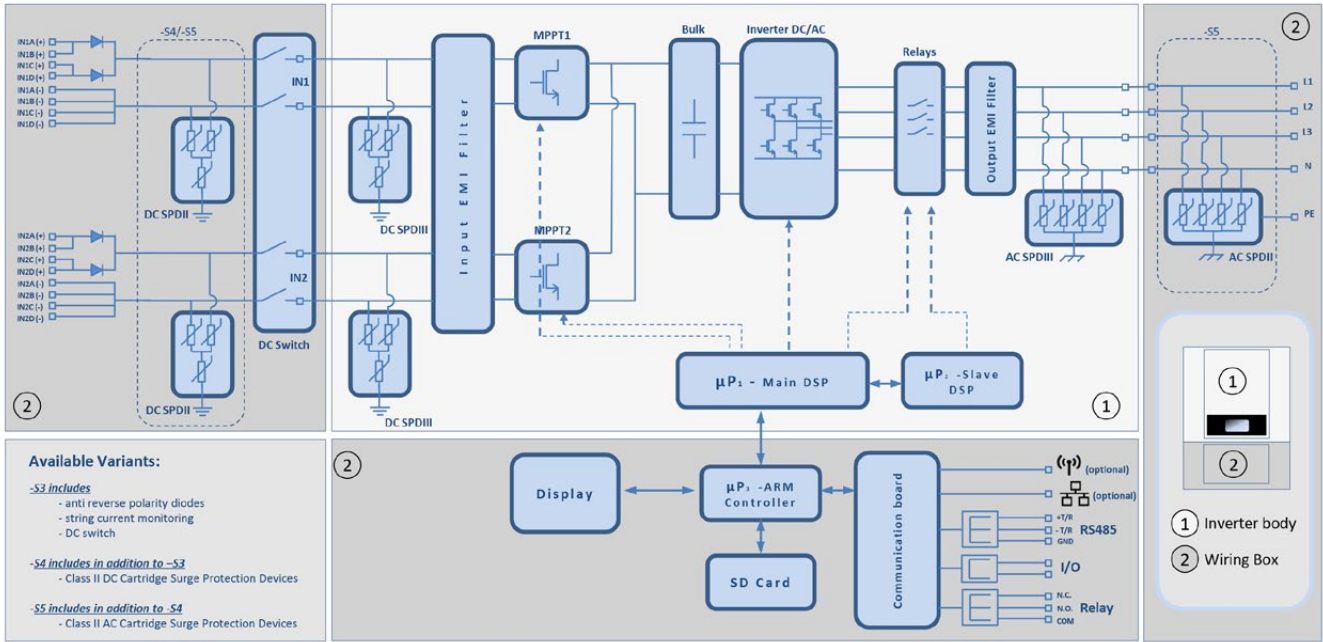 -S4/-S5
IN1A (+)
IN1B (+)
IN1C (+)
IN1D (+)
IN1A (-)
IN1B (-)
IN1C (-)
IN1D (-)
DC SPDII
IN1
IN2A (+)
IN2B (+)
IN2C (+)
IN2D (+)
IN2A (-)
IN2B (-)
IN2C (-)
IN2D (-)
DC SPDII
IN2
DC Switch
2
DC SPDIII
DC SPDIII
Input EMI Filter
MPPT1
MPPT2
Bulk
Inverter DC/AC
Relays
Output EMI Filter
AC SPDIII
µP₁ - Main DSP
µP₂ -Slave
DSP
1
-S5
2
L1
L2
L3
N
PE
AC SPDII
1
2
1 Inverter body
2 Wiring Box
Available Variants:
-S3 includes
- anti reverse polarity diodes
- string current monitoring
- DC switch
-S4 includes in addition to –S3
- Class II DC Cartridge Surge Protection Devices
-S5 includes in addition to -S4
- Class II AC Cartridge Surge Protection Devices
2
Display
µP₃ -ARM
Controller
SD Card
Communication board
(optional)
(optional)
+T/R
- T/R
GND
RS485
I/O
N.C.
N.O.
COM
Relay